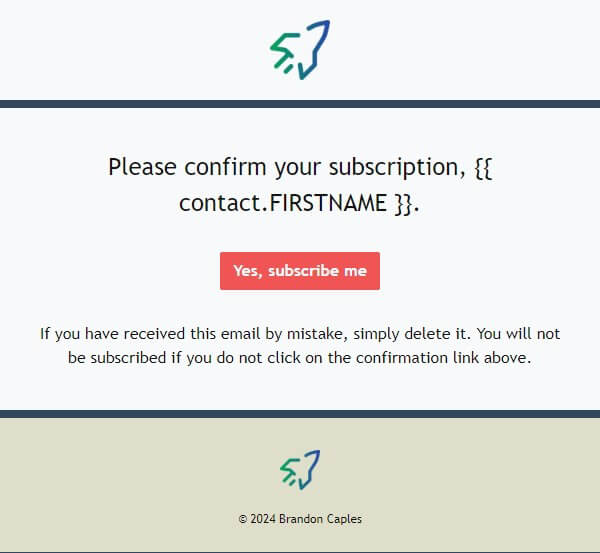 Please confirm your subscription, {{
contact.FIRSTNAME }}.
Yes, subscribe me
If you have received this email by mistake, simply delete it. You will not
be subscribed if you do not click on the confirmation link above.
© 2024 Brandon Caples